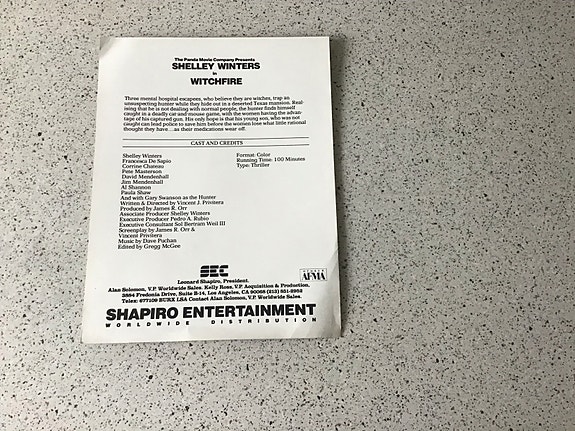 The Panda Movie Company Presents
SHELLEY WINTERS
in
WITCHFIRE
Three mental hospital escapees, who believe they are witches, trap an
unsuspecting hunter while they hide out in a deserted Texas mansion. Real-
ising that he is not dealing with normal people, the hunter finds himself
caught in a deadly cat and mouse game, with the women having the advan-
tage of his captured gun. His only hope is that his young son, who was not
caught can lead police to save him before the women lose what little rational
thought they have...as their medications wear off.
CAST AND CREDITS
Shelley Winters
Francesca De Sapio
Corrine Chateau
Pete Masterson
David Mendenhall
Jim Mendenhall
Al Shannon
Paula Shaw
And with Gary Swanson as the Hunter
Written & Directed by Vincent J. Privitera
Produced by James R. Orr
Associate Producer Shelley Winters
Executive Producer Pedro A. Rubio
Executive Consultant Sol Bertram Weil III
Screenplay by James R. Orr &
Vincent Privitera
Music by Dave Puchan
Edited by Gregg McGee
Format: Color
Running Time: 100 Minutes
Type: Thriller
SEC
AFMA
Leonard Shapiro, President.
Alan Solomon, V.P. Worldwide Sales. Kelly Ross, V.P. Acquisition & Production.
3884 Fredonia Drive, Suite R-14, Los Angeles, CA 90068 (213) 851-2952
Telex: 677109 BURX LSA Contact Alan Solomon, V.P. Worldwide Sales.
SHAPIRO ENTERTAINMENT
WORLDWIDE DISTRIBUTION